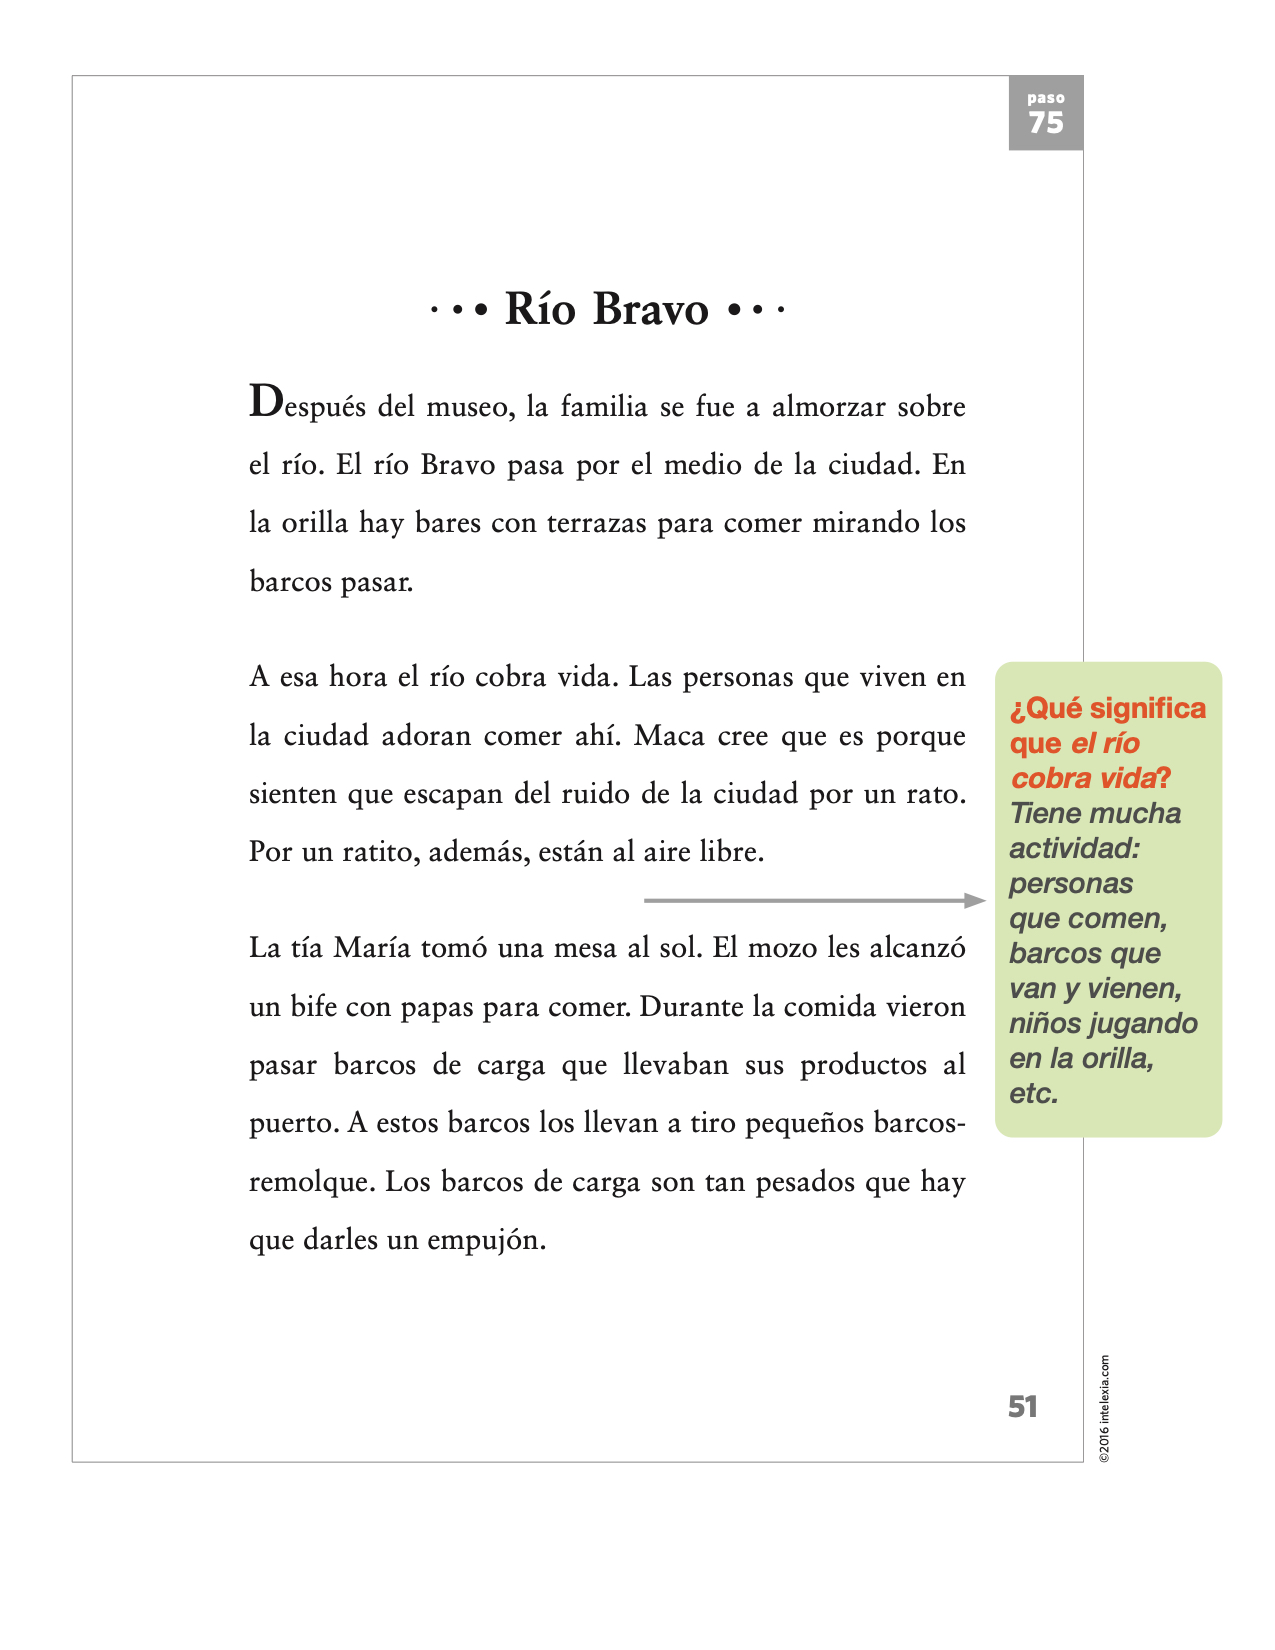 paso
75
··· Río Bravo ···
Después del museo, la familia se fue a almorzar sobre
el río. El río Bravo pasa por el medio de la ciudad. En
la orilla hay bares con terrazas para comer mirando los
barcos pasar.
A esa hora el río cobra vida. Las personas que viven en
la ciudad adoran comer ahí. Maca cree que es porque
sienten que escapan del ruido de la ciudad por un rato.
Por un ratito, además, están al aire libre.
La tía María tomó una mesa al sol. El mozo les alcanzó
un bife con papas para comer. Durante la comida vieron
pasar barcos de carga que llevaban sus productos al
puerto. A estos barcos los llevan a tiro pequeños barcos-
remolque. Los barcos de carga son tan pesados que hay
que darles un empujón.
¿Qué significa
que el río
cobra vida?
Tiene mucha
actividad:
personas
que comen,
barcos que
van y vienen,
niños jugando
en la orilla,
etc.
51
©2016 intelexia.com